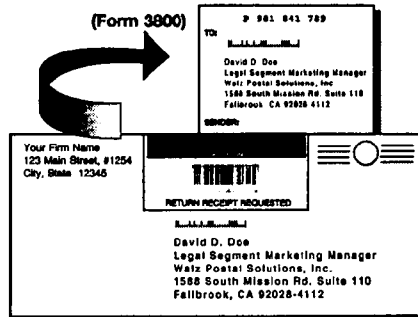 (Form 3800)
P 981 841 789
TO:
David D. Doe
Legal Segment Marketing Manager
Walz Postal Solutions, Inc.
1588 South Mission Rd. Suite 110
Fallbrook, CA 92028-4112
SENDER:
Your Firm Name
123 Main Street, #1254
City, State 12345
RETURN RECEIPT REQUESTED
David D. Doe
Legal Segment Marketing Manager
Walz Postal Solutions, Inc.
1588 South Mission Rd. Suite 110
Fallbrook, CA 92028-4112